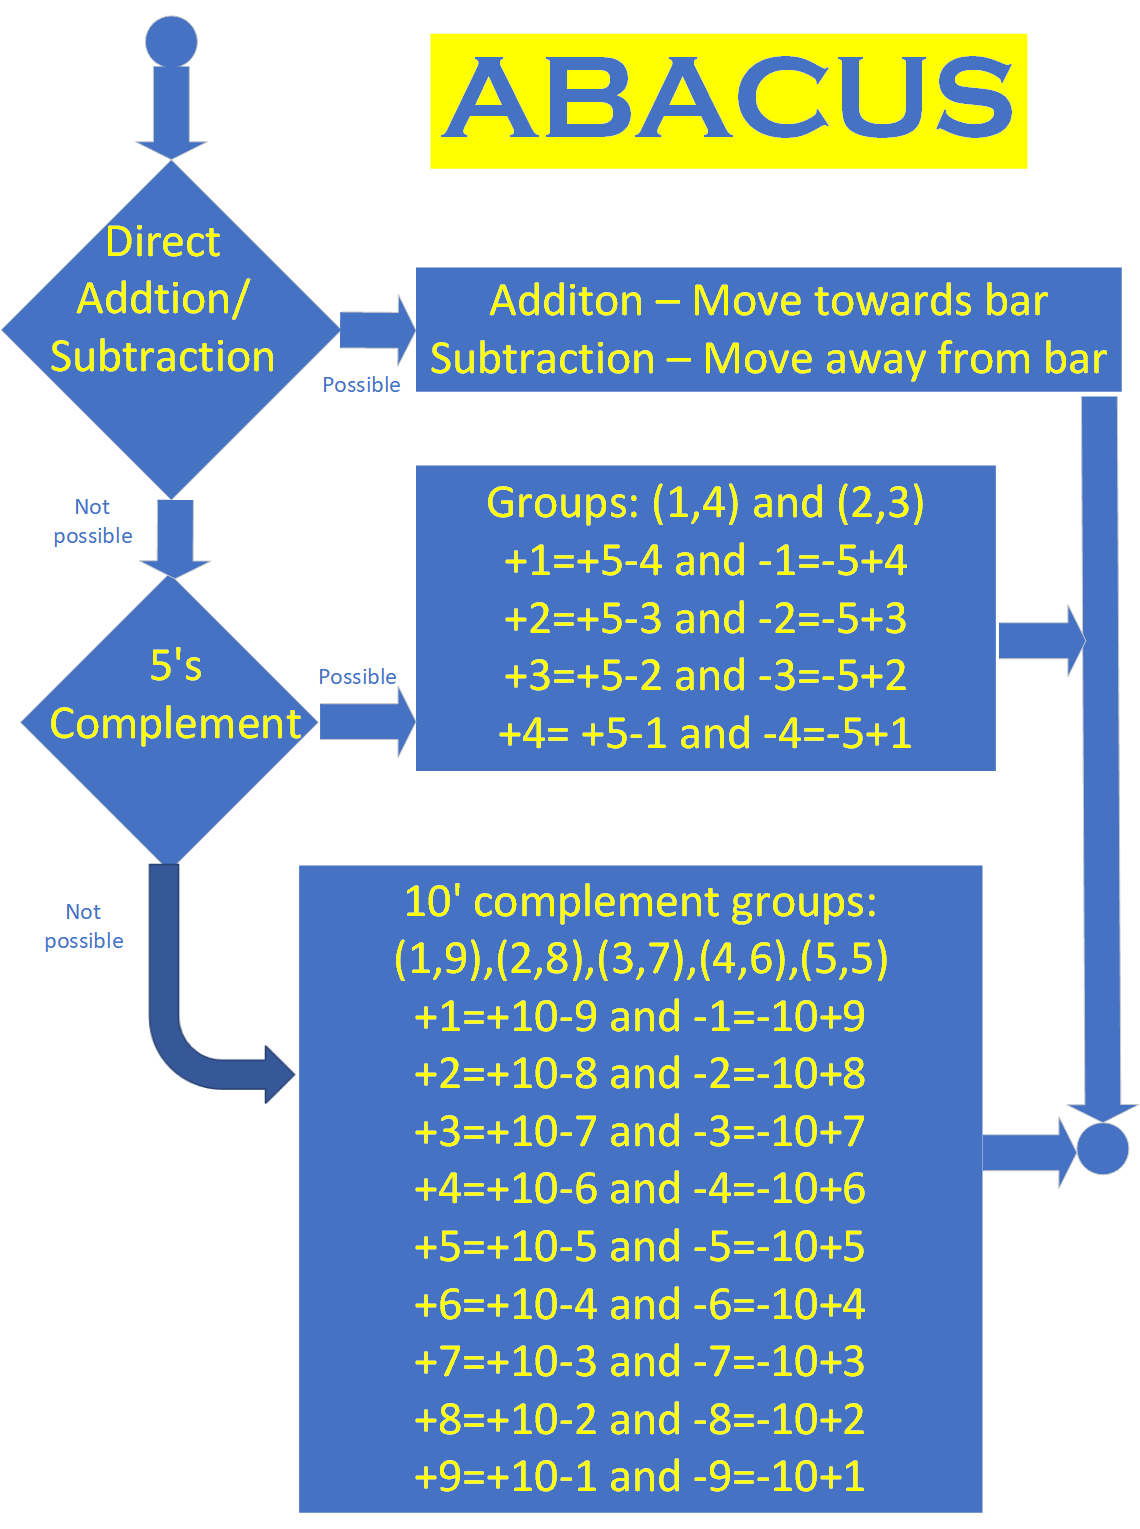 ABACUS
Direct
Addtion/
Subtraction
Possible
Additon – Move towards bar
Subtraction – Move away from bar
Not
possible
5's
Complement
Possible
Groups: (1,4) and (2,3)
+1=+5-4 and -1=-5+4
+2=+5-3 and -2=-5+3
+3=+5-2 and -3=-5+2
+4= +5-1 and -4=-5+1
Not
possible
10' complement groups:
(1,9),(2,8),(3,7),(4,6),(5,5)
+1=+10-9 and -1=-10+9
+2=+10-8 and -2=-10+8
+3=+10-7 and -3=-10+7
+4=+10-6 and -4=-10+6
+5=+10-5 and -5=-10+5
+6=+10-4 and -6=-10+4
+7=+10-3 and -7=-10+3
+8=+10-2 and -8=-10+2
+9=+10-1 and -9=-10+1